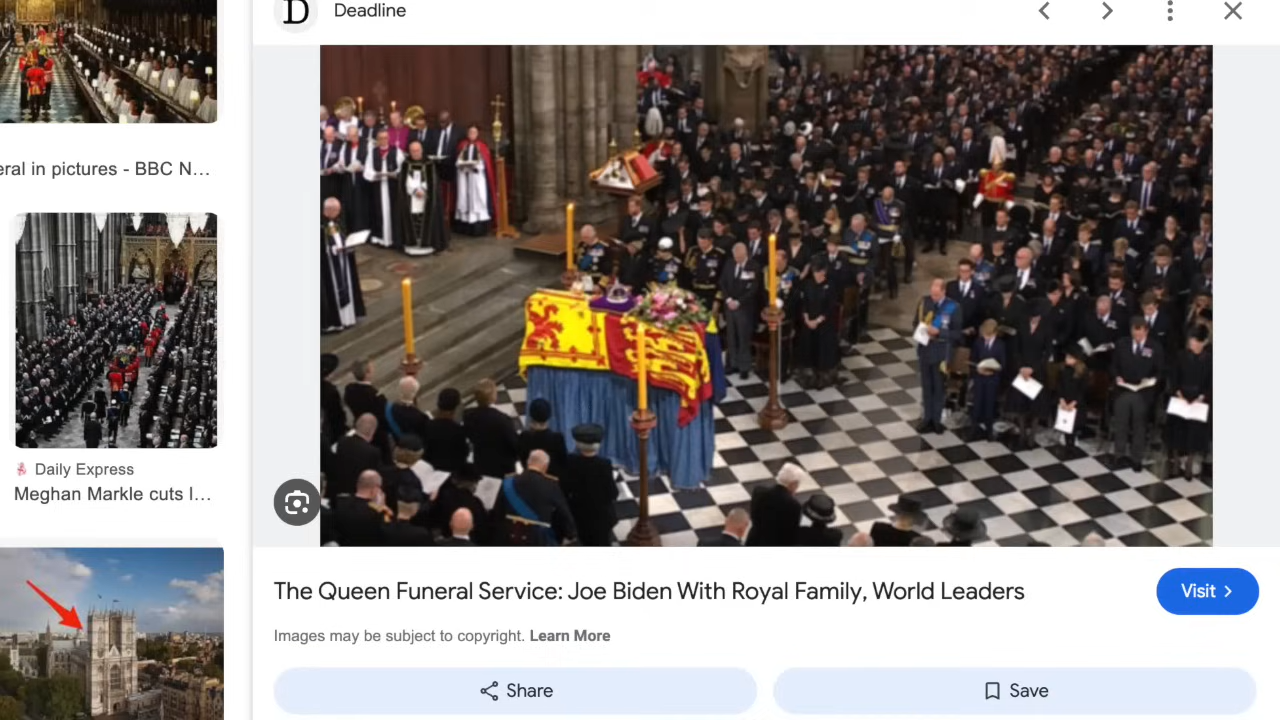 D
Deadline
eral in pictures - BBC N...
Daily Express
Meghan Markle cuts l...
The Queen Funeral Service: Joe Biden With Royal Family, World Leaders
Visit
Images may be subject to copyright. Learn More
Share
Save